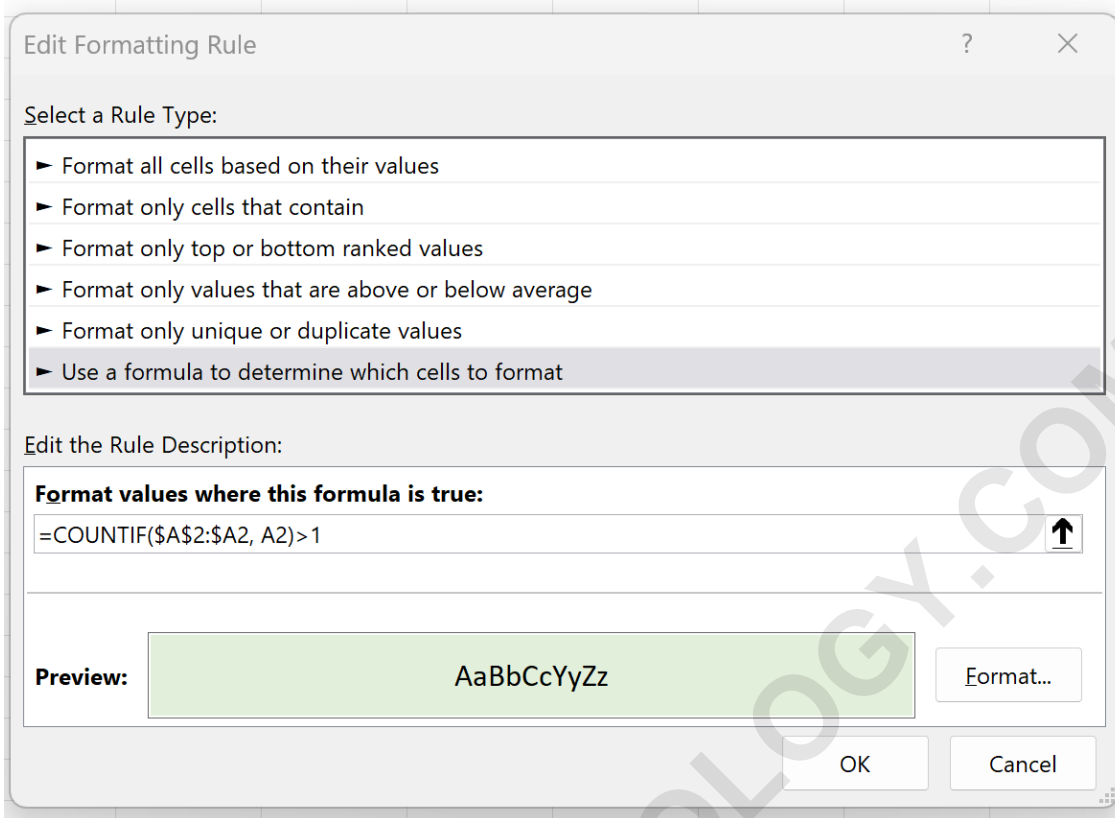 Edit Formatting Rule ?
Select a Rule Type:
► Format all cells based on their values
► Format only cells that contain
► Format only top or bottom ranked values
► Format only values that are above or below average
► Format only unique or duplicate values
► Use a formula to determine which cells to format
Edit the Rule Description:
Format values where this formula is true:
=COUNTIF($A$2:$A2, A2)>1
Preview: AaBbCcYyZz Format...
OK Cancel